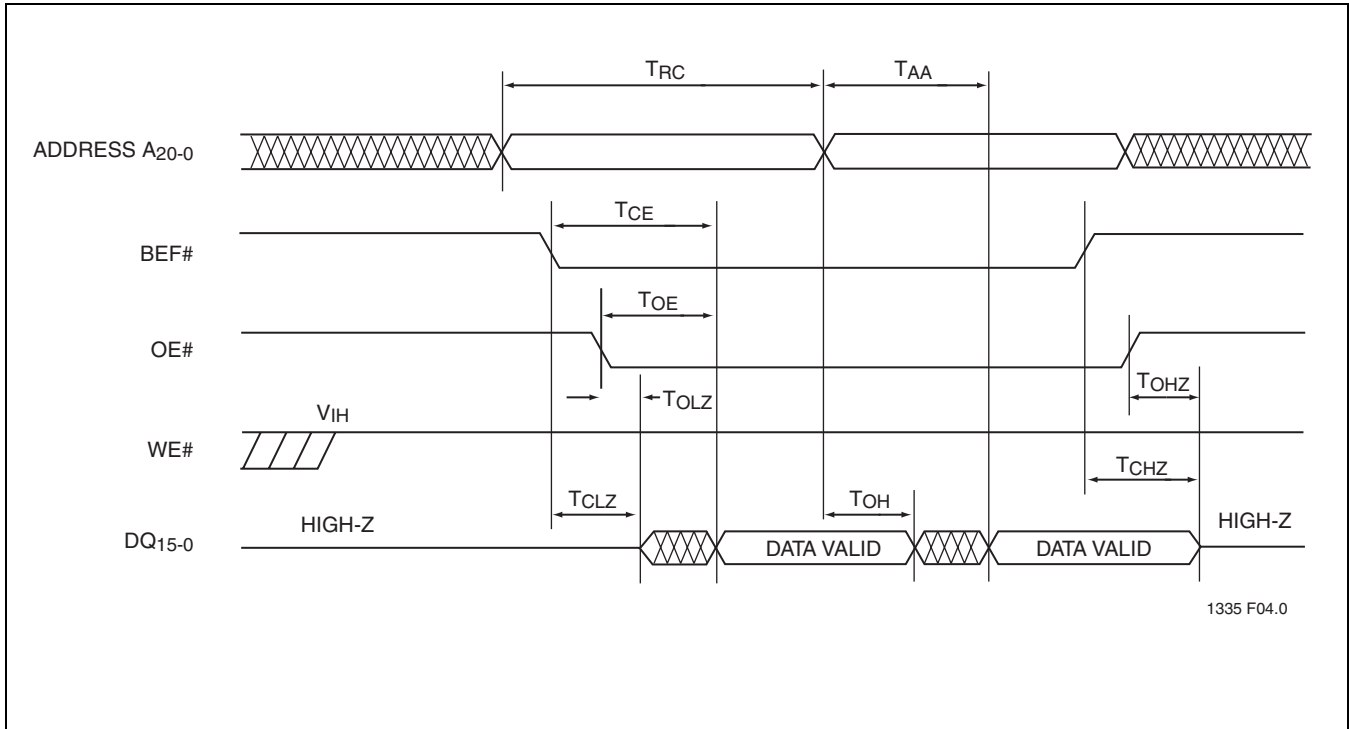 TRC
TAA
ADDRESS A20-0
TCE
BEF#
TOE
OE#
TOLZ
TOHZ
VIH
WE#
TCHZ
TCLZ
TOH
HIGH-Z
HIGH-Z
DQ15-0
DATA VALID
DATA VALID
1335 F04.0